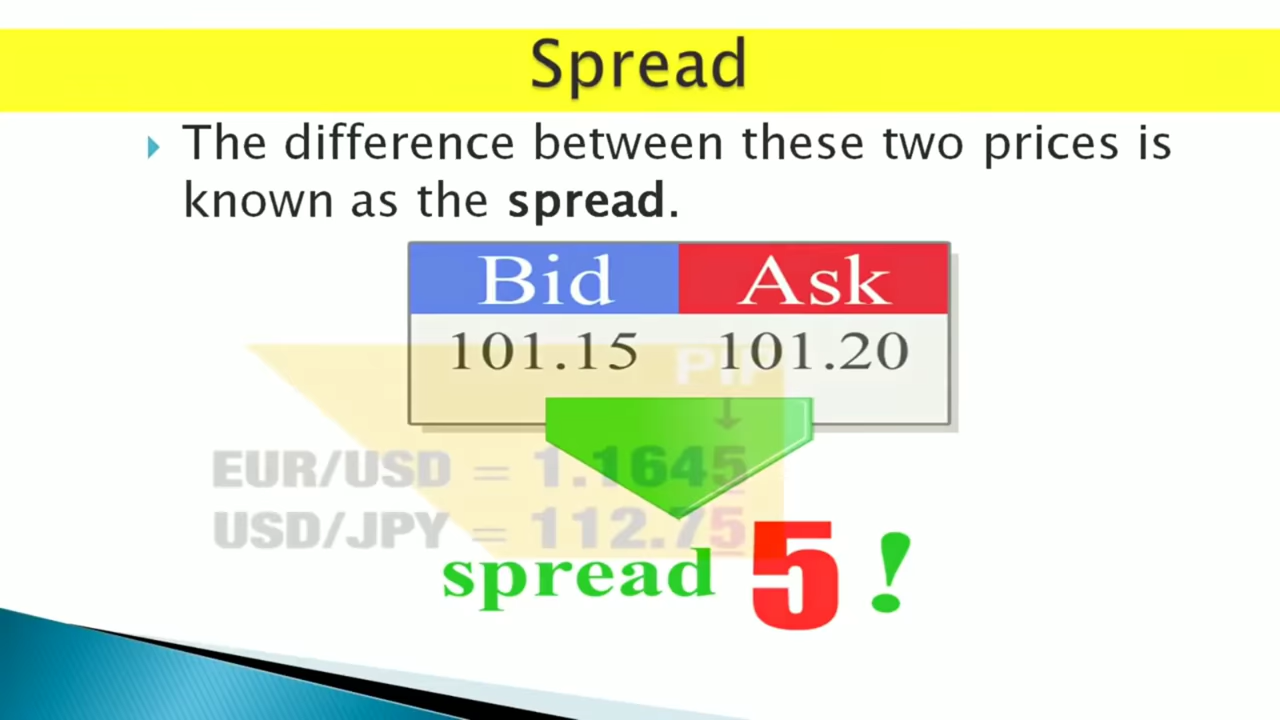 Spread
The difference between these two prices is
known as the spread.
Bid Ask
101.15 101.20
PIP
EUR/USD = 1.1645
USD/JPY = 112.75
spread 5!